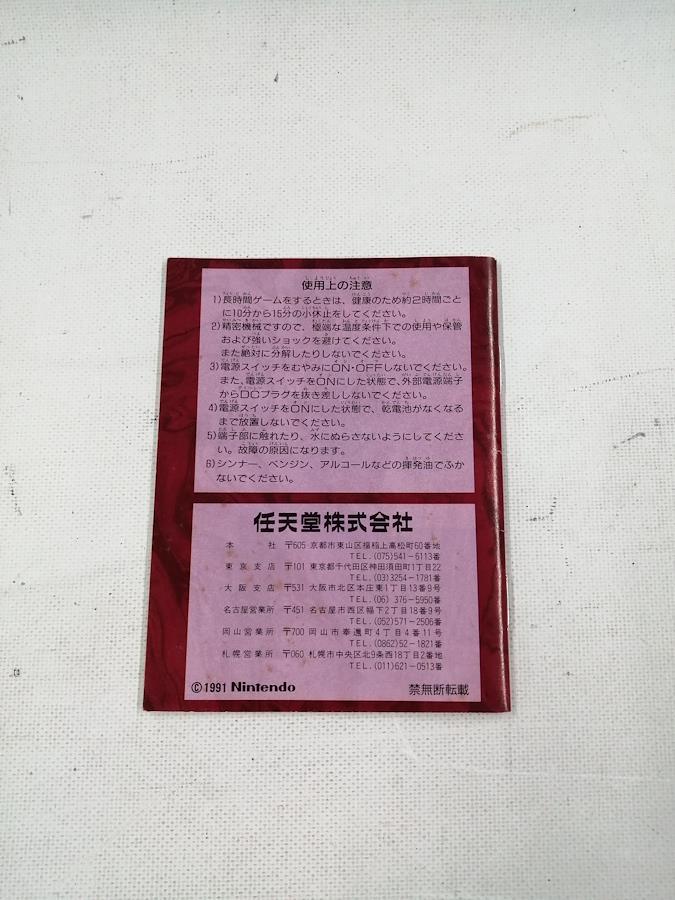 使用上の注意
1)長時間ゲームをするときは、健康のため約2時間ごと
に10分から15分の小休止をしてください。
2)精密機械ですので、極端な温度条件下での使用や保管
および強いショックを避けてください。
また絶対に分解したりしないでください。
3)電源スイッチをむやみにON・OFFしないでください。
また、電源スイッチをONにした状態で、外部電源端子
からDCプラグを抜き差ししないでください。
4)電源スイッチをONにした状態で、乾電池がなくなる
まで放置しないでください。
5)端子部に触れたり、水にぬらさないようにしてくださ
い。故障の原因になります。
6)シンナー、ベンジン、アルコールなどの揮発油でふか
ないでください。
任天堂株式会社
本社 〒605 京都市東山区福稲上高松町60番地
TEL.(075)541-6113番
東京支店 〒101 東京都千代田区神田須田町1丁目22
TEL.(03)3254-1781番
大阪支店 〒531 大阪市北区本庄東1丁目13番9号
TEL.(06)376-5950番
名古屋営業所 〒451 名古屋市西区幅下2丁目18番9号
TEL.(052)571-2506番
岡山営業所 〒700 岡山市奉還町4丁目4番11号
TEL.(0862)52-1821番
札幌営業所 〒060 札幌市中央区北9条西18丁目2番地
TEL.(011)621-0513番
©1991 Nintendo 禁無断転載